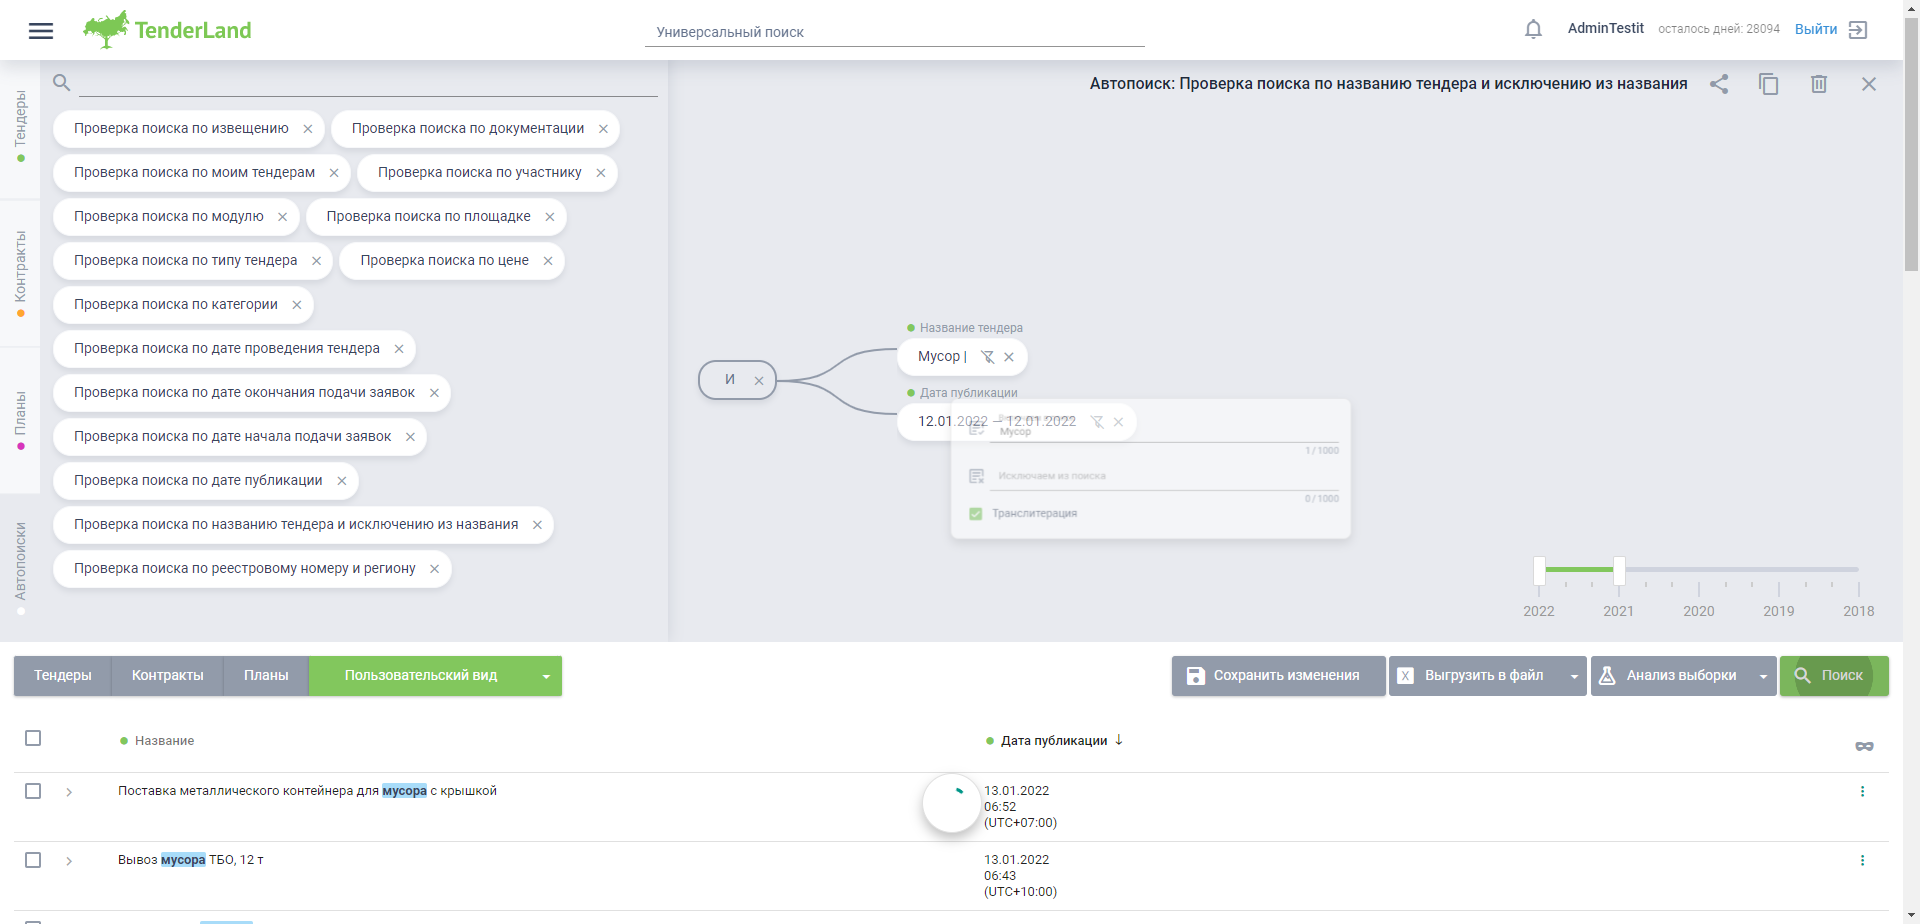 TenderLand
Универсальный поиск
AdminTestit
осталось дней: 28094
Выйти
Тендеры
Контракты
Планы
Автопоиски
Проверка поиска по извещению
Проверка поиска по документации
Проверка поиска по моим тендерам
Проверка поиска по участнику
Проверка поиска по модулю
Проверка поиска по площадке
Проверка поиска по типу тендера
Проверка поиска по цене
Проверка поиска по категории
Проверка поиска по дате проведения тендера
Проверка поиска по дате окончания подачи заявок
Проверка поиска по дате начала подачи заявок
Проверка поиска по дате публикации
Проверка поиска по названию тендера и исключению из названия
Проверка поиска по реестровому номеру и региону
Автопоиск: Проверка поиска по названию тендера и исключению из названия
И
Название тендера
Мусор |
Дата публикации
12.01.2022 — 12.01.2022
Мусор
1 / 1000
Исключаем из поиска
0 / 1000
Транслитерация
2022 2021 2020 2019 2018
Тендеры
Контракты
Планы
Пользовательский вид
Сохранить изменения
Выгрузить в файл
Анализ выборки
Поиск
Название
Дата публикации
Поставка металлического контейнера для мусора с крышкой
13.01.2022
06:52
(UTC+07:00)
Вывоз мусора ТБО, 12 т
13.01.2022
06:43
(UTC+10:00)